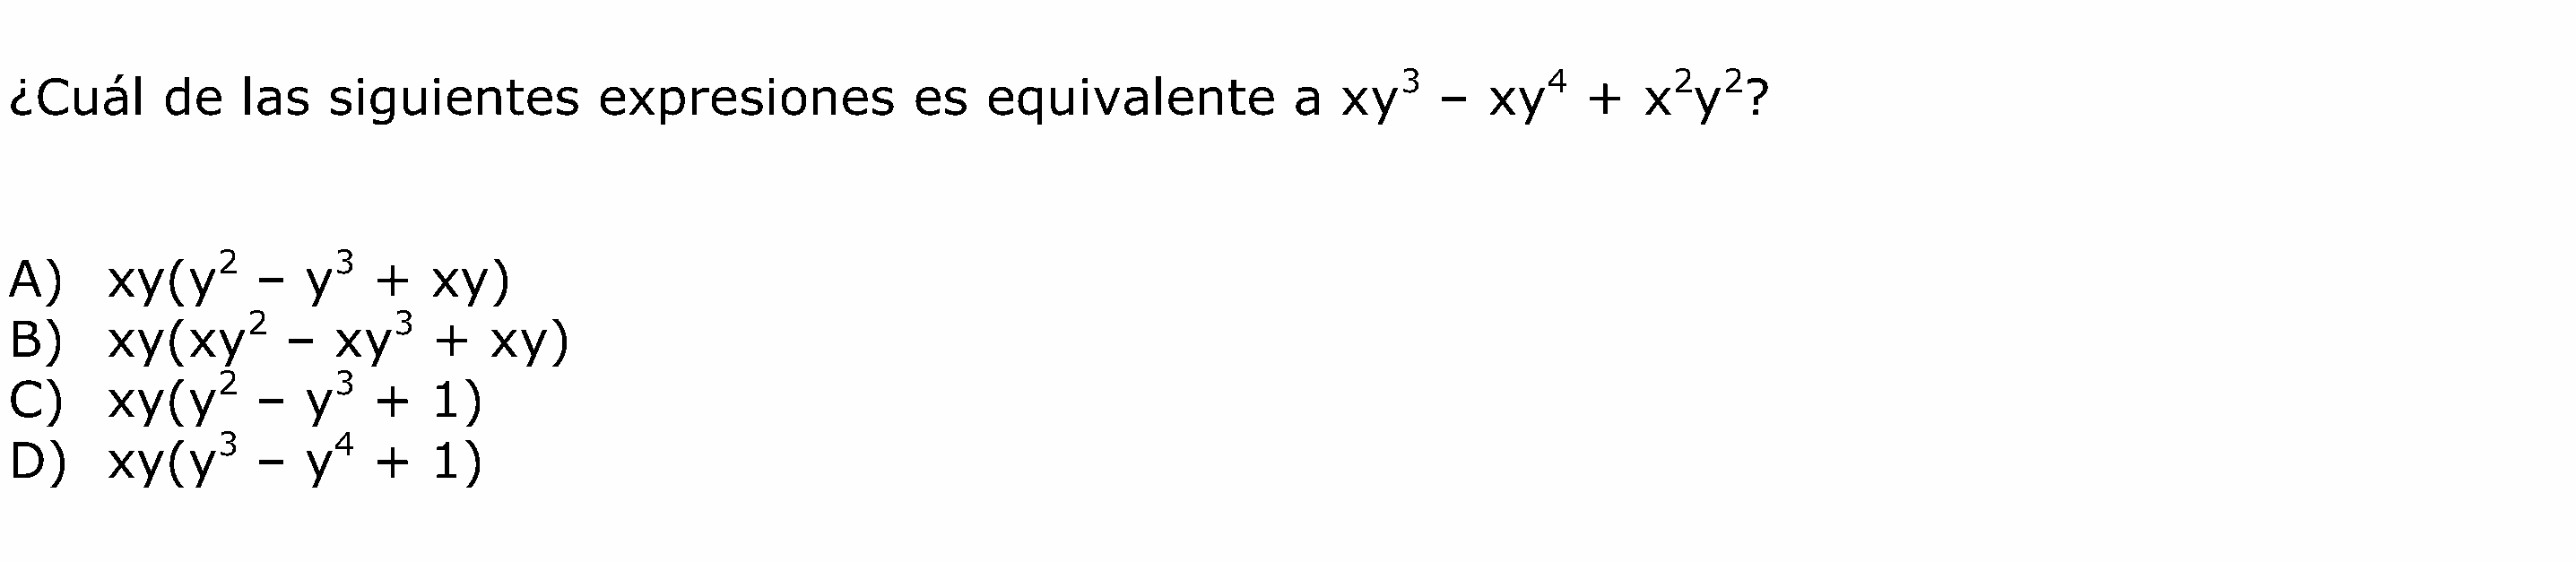 ¿Cuál de las siguientes expresiones es equivalente a xy³ – xy⁴ + x²y²?
A) xy(y² – y³ + xy)
B) xy(xy² – xy³ + xy)
C) xy(y² – y³ + 1)
D) xy(y³ – y⁴ + 1)